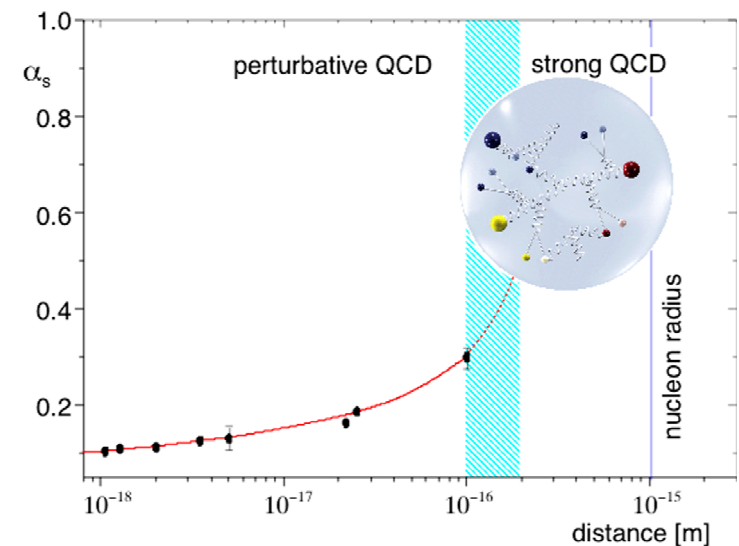 1.0
perturbative QCD
strong QCD
αs
0.8
0.6
0.4
nucleon radius
0.2
10⁻¹⁸
10⁻¹⁷
10⁻¹⁶
10⁻¹⁵
distance [m]